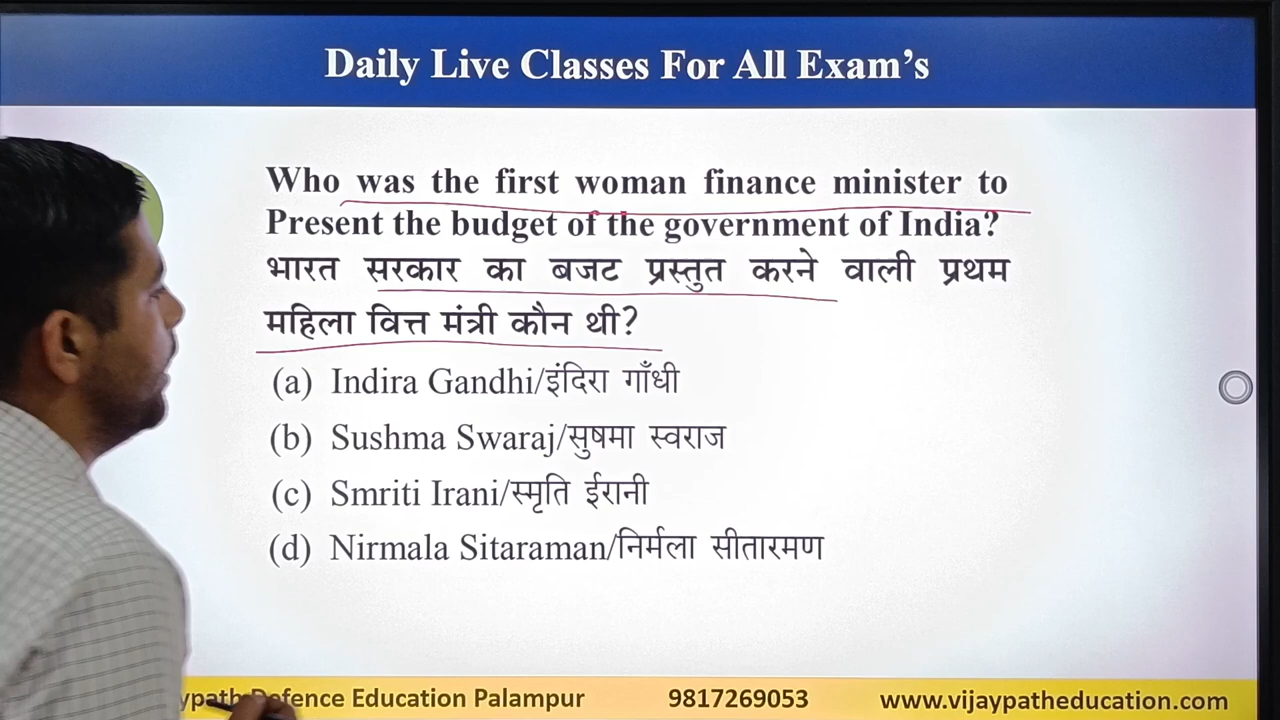 Daily Live Classes For All Exam's
Who was the first woman finance minister to
Present the budget of the government of India?
भारत सरकार का बजट प्रस्तुत करने वाली प्रथम
महिला वित्त मंत्री कौन थी?
(a) Indira Gandhi/इंदिरा गाँधी
(b) Sushma Swaraj/सुषमा स्वराज
(c) Smriti Irani/स्मृति ईरानी
(d) Nirmala Sitaraman/निर्मला सीतारमण
Education Palampur 9817269053 www.vijaypatheducation.com